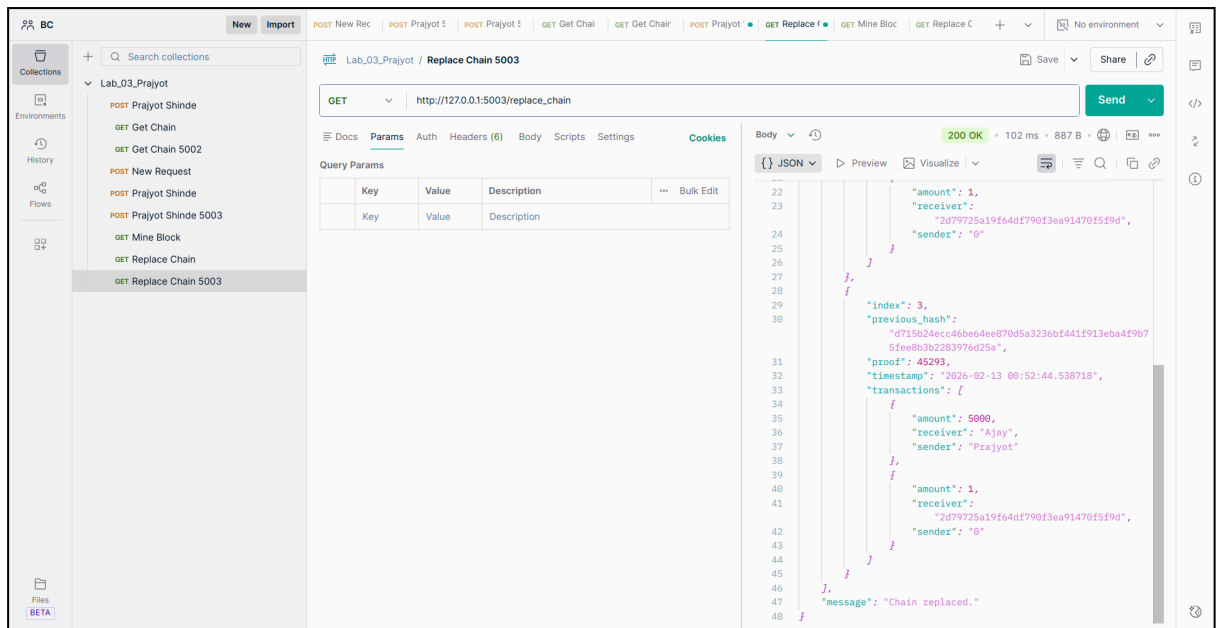 BC
New
Import
POST New Rec
POST Prajyot S
POST Prajyot S
GET Get Chai
GET Get Chair
POST Prajyot
GET Replace
GET Mine Bloc
GET Replace C
No environment
Collections
Environments
History
Flows
Files
BETA
Search collections
Lab_03_Prajyot
POST Prajyot Shinde
GET Get Chain
GET Get Chain 5002
POST New Request
POST Prajyot Shinde
POST Prajyot Shinde 5003
GET Mine Block
GET Replace Chain
GET Replace Chain 5003
HTTP Lab_03_Prajyot / Replace Chain 5003
Save
Share
GET http://127.0.0.1:5003/replace_chain
Send
Docs Params Auth Headers (6) Body Scripts Settings Cookies
Query Params
Key Value Description Bulk Edit
Key Value Description
Body 200 OK 102 ms 887 B
{} JSON Preview Visualize
22 "amount": 1,
23 "receiver":
"2d79725a19f64df790f3ea91470f5f9d",
24 "sender": "0"
25 }
26 ]
27 },
28 {
29 "index": 3,
30 "previous_hash":
"d715b24ecc46be64ee870d5a3236bf441f913eba4f9b7
5fee8b3b2283976d25a",
31 "proof": 45293,
32 "timestamp": "2026-02-13 00:52:44.538718",
33 "transactions": [
34 {
35 "amount": 5000,
36 "receiver": "Ajay",
37 "sender": "Prajyot"
38 },
39 {
40 "amount": 1,
41 "receiver":
"2d79725a19f64df790f3ea91470f5f9d",
42 "sender": "0"
43 }
44 ]
45 }
46 ],
47 "message": "Chain replaced."
48 }